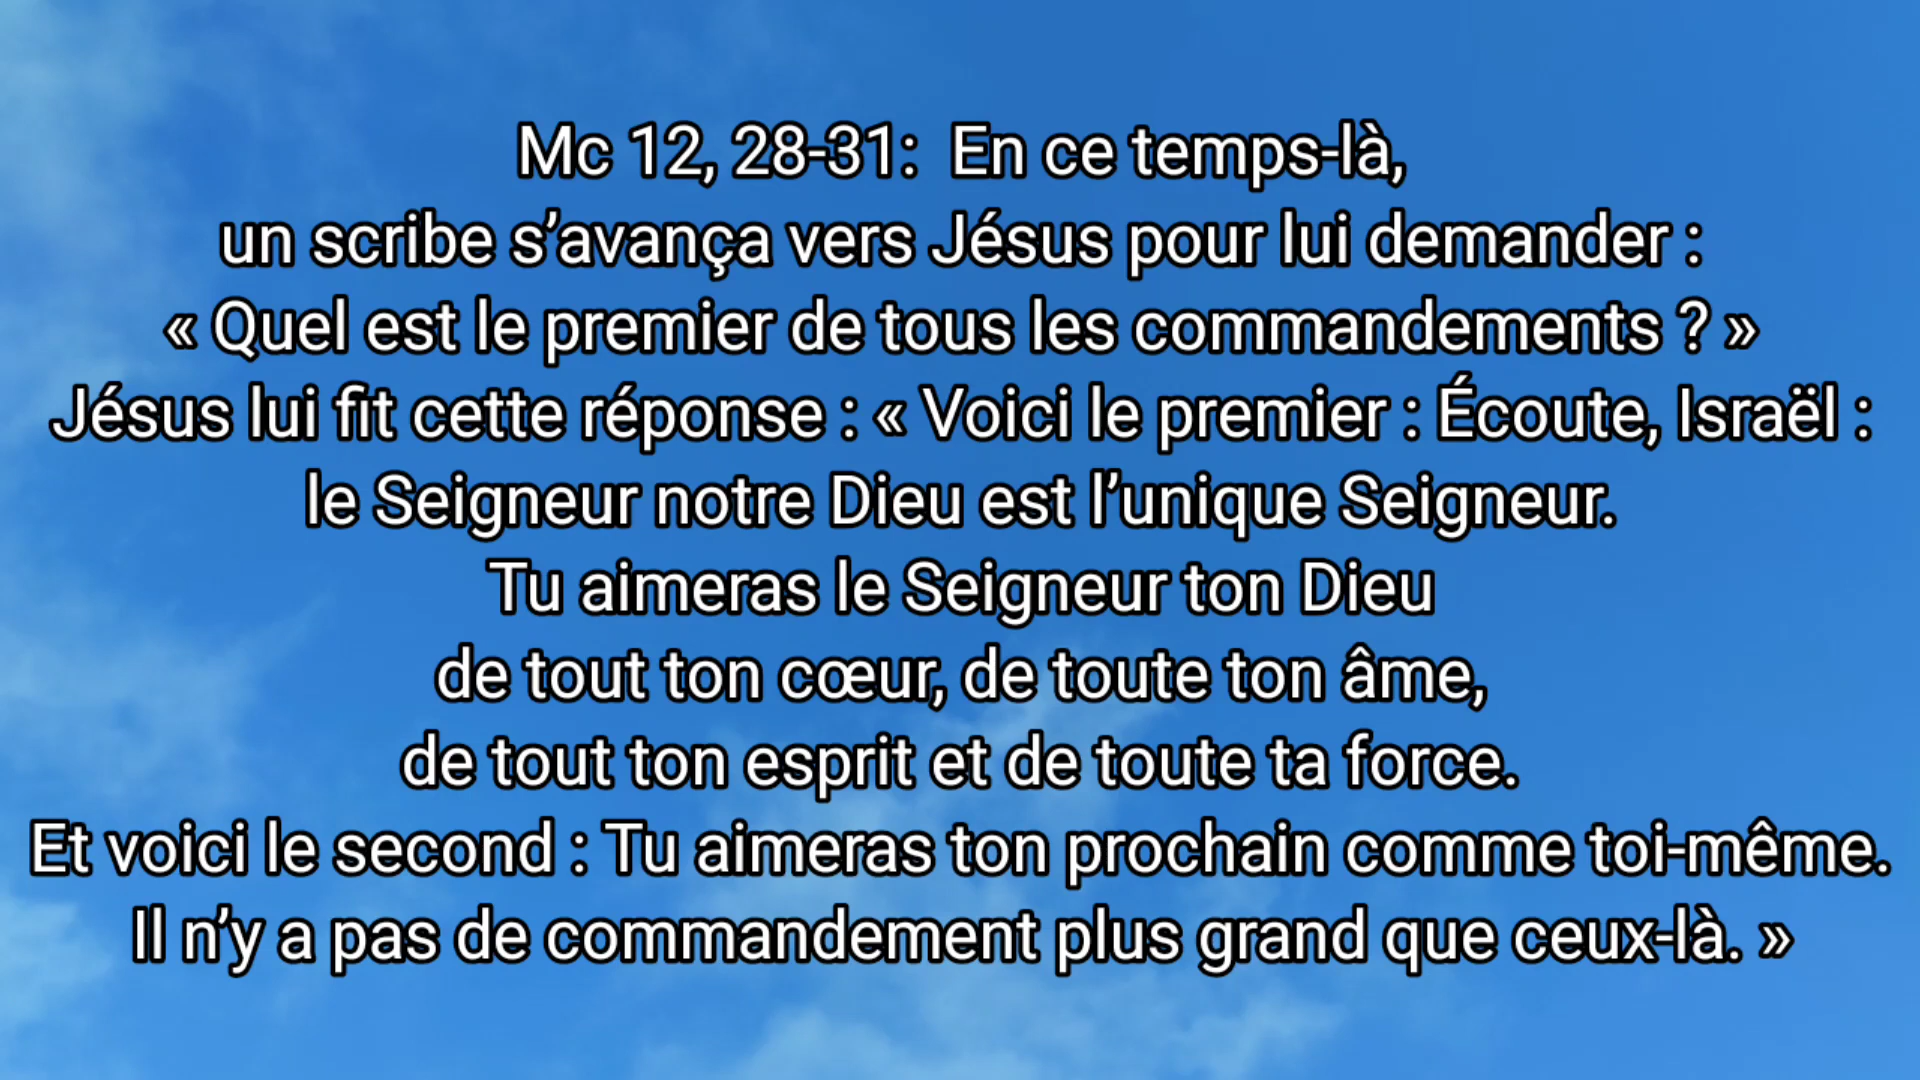 Mc 12, 28-31:  En ce temps-là,
un scribe s’avança vers Jésus pour lui demander :
« Quel est le premier de tous les commandements ? »
Jésus lui fit cette réponse : « Voici le premier : Écoute, Israël :
le Seigneur notre Dieu est l’unique Seigneur.
Tu aimeras le Seigneur ton Dieu
de tout ton cœur, de toute ton âme,
de tout ton esprit et de toute ta force.
Et voici le second : Tu aimeras ton prochain comme toi-même.
Il n’y a pas de commandement plus grand que ceux-là. »